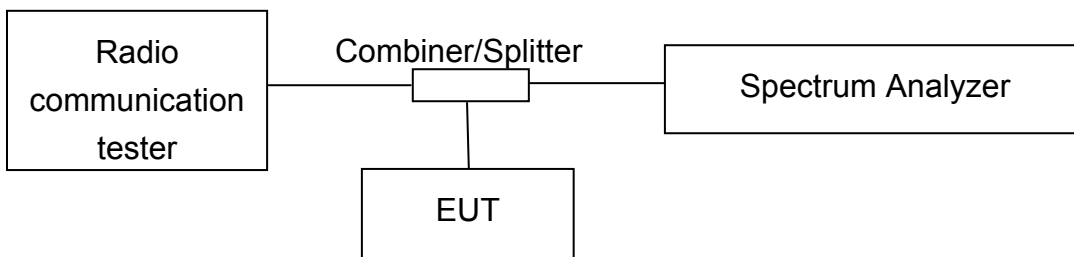 Radio
communication
tester
Combiner/Splitter
Spectrum Analyzer
EUT